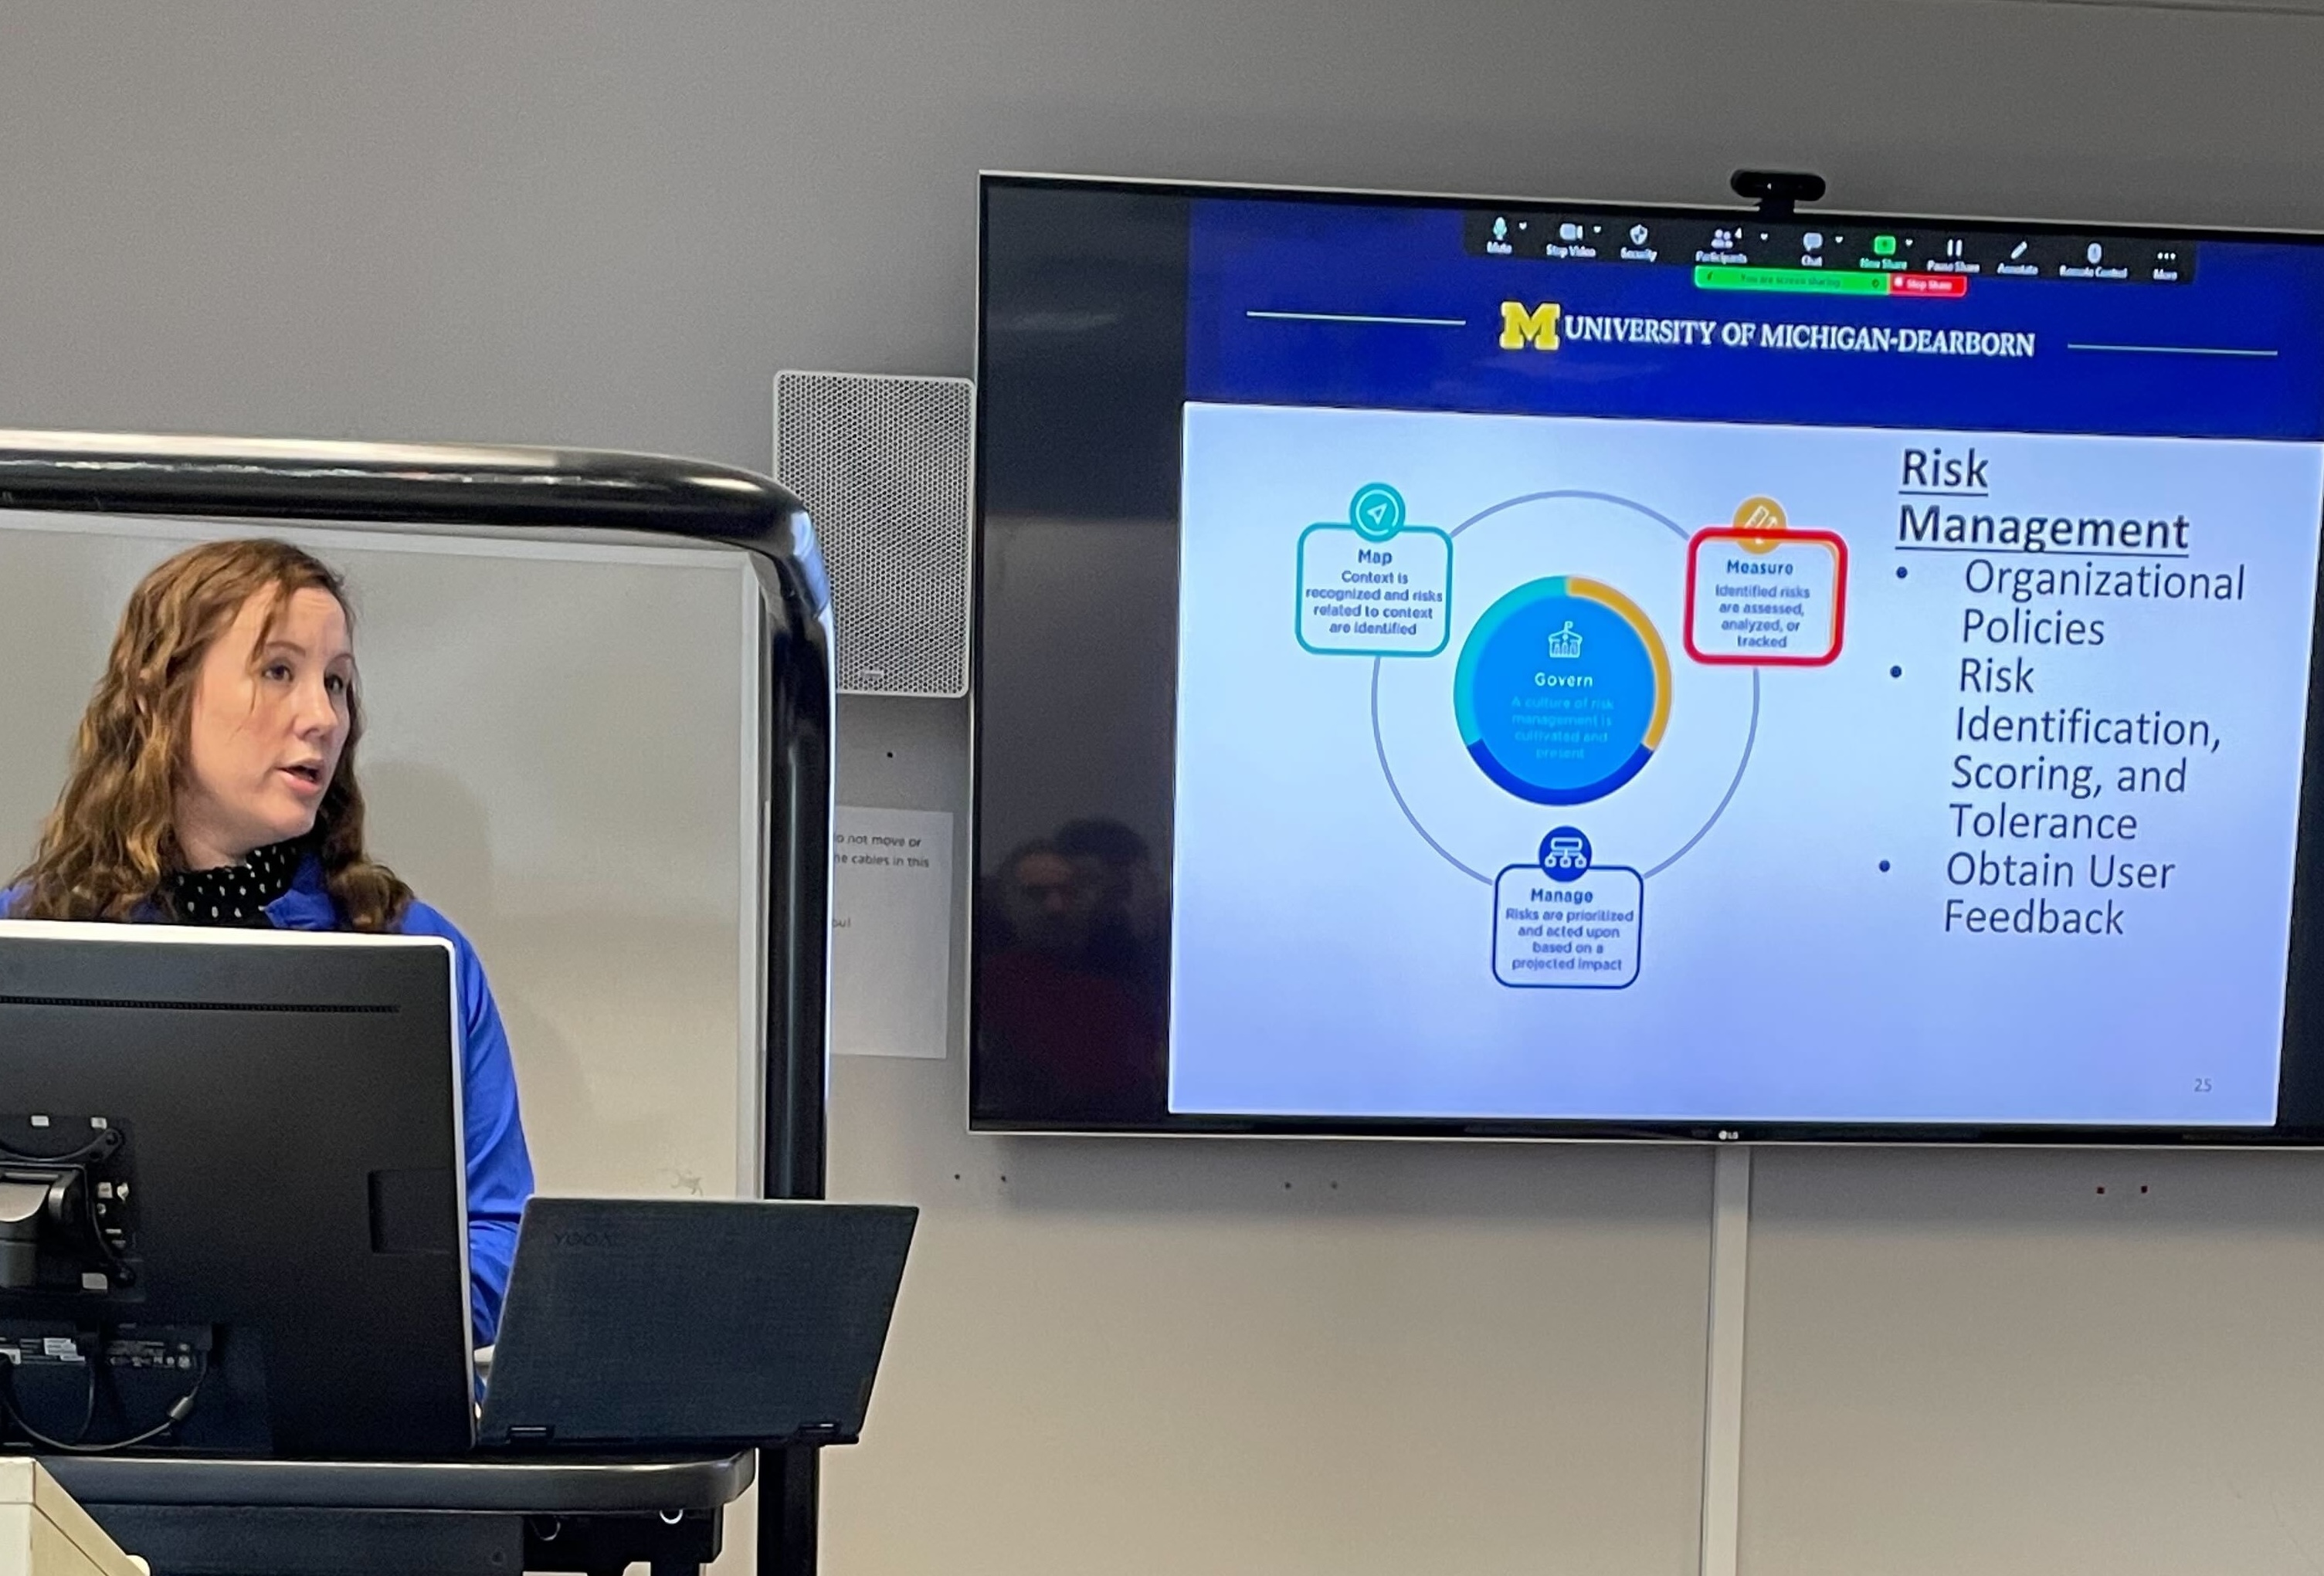 Mute
Stop Video
Security
4
Participants
Chat
New Share
Pause Share
Annotate
Remote Control
More
You are screen sharing
Stop Share
M UNIVERSITY OF MICHIGAN-DEARBORN
Map
Context is
recognized and risks
related to context
are identified
Measure
Identified risks
are assessed,
analyzed, or
tracked
Govern
A culture of risk
management is
cultivated and
present
Manage
Risks are prioritized
and acted upon
based on a
projected impact
Risk
Management
• Organizational
Policies
• Risk
Identification,
Scoring, and
Tolerance
• Obtain User
Feedback
25
LG
not move or
cables in this
YOGA